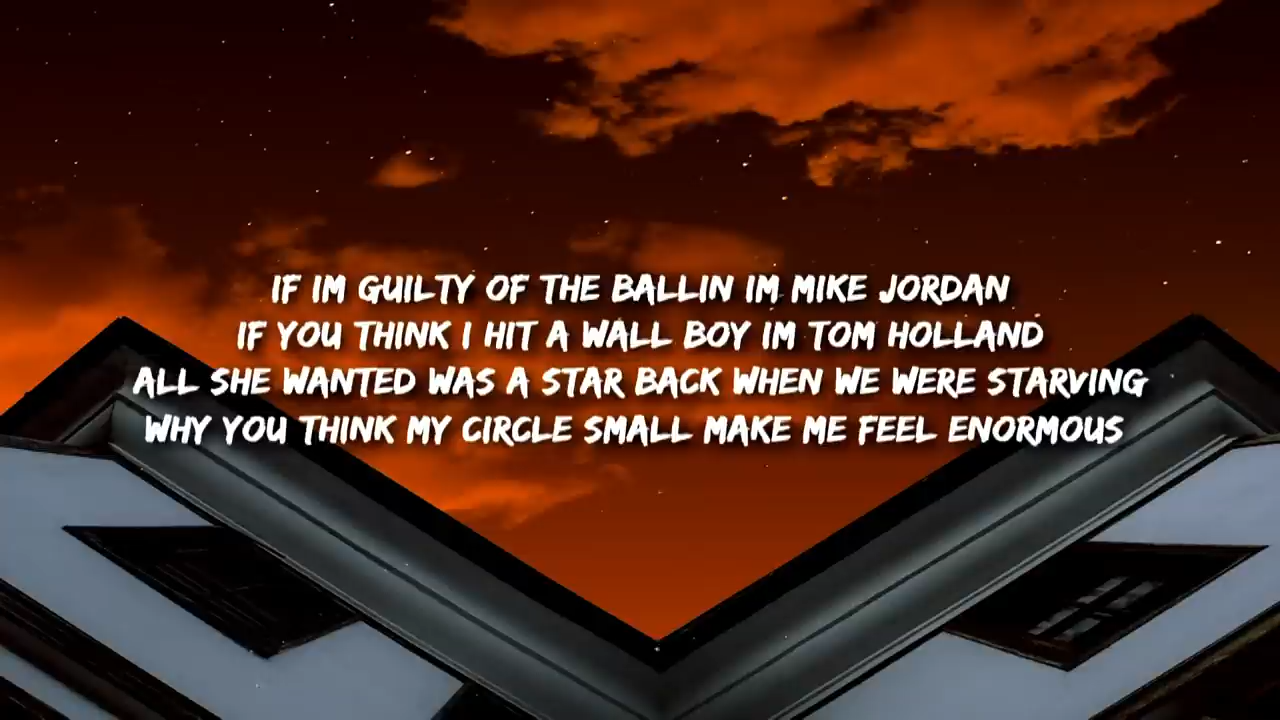 IF IM GUILTY OF THE BALLIN IM MIKE JORDAN
IF YOU THINK I HIT A WALL BOY IM TOM HOLLAND
ALL SHE WANTED WAS A STAR BACK WHEN WE WERE STARVING
WHY YOU THINK MY CIRCLE SMALL MAKE ME FEEL ENORMOUS